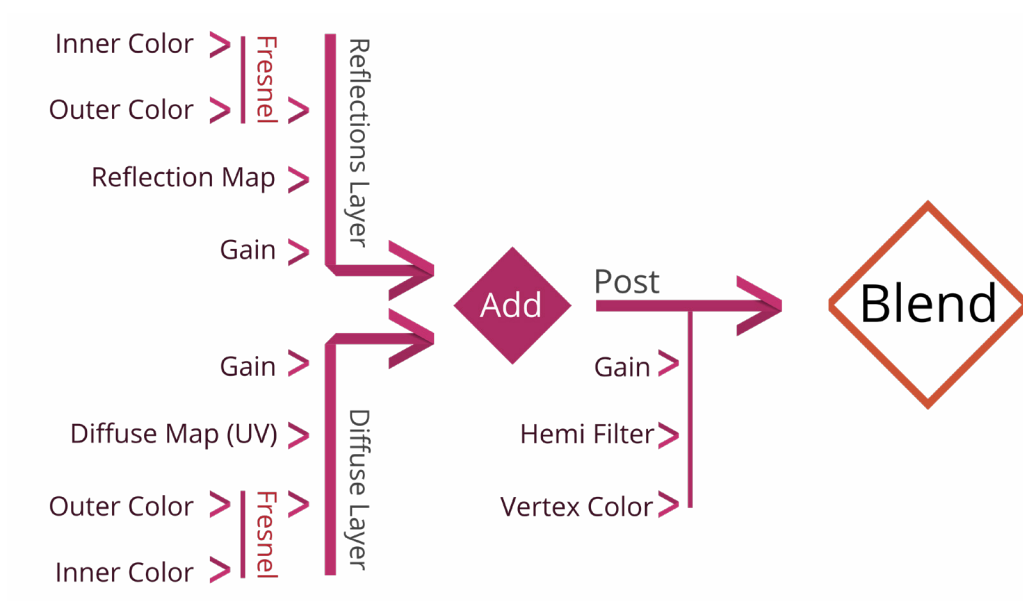 Inner Color
Fresnel
Outer Color
Reflection Map
Gain
Reflections Layer
Gain
Diffuse Map (UV)
Outer Color
Fresnel
Inner Color
Diffuse Layer
Add
Post
Gain
Hemi Filter
Vertex Color
Blend